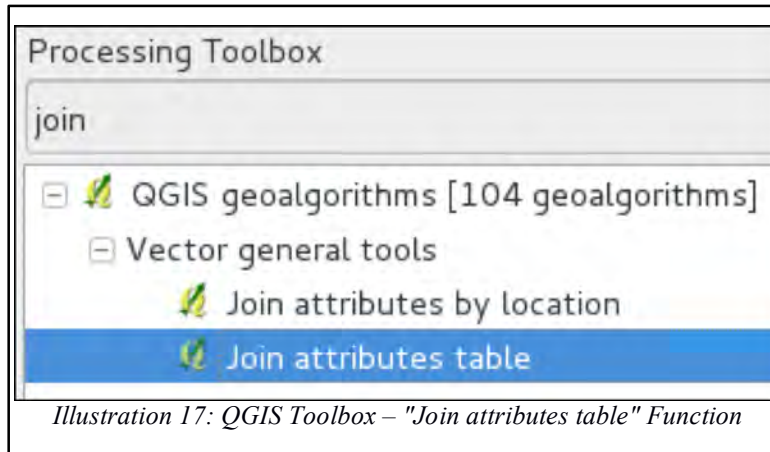 Processing Toolbox
join
QGIS geoalgorithms [104 geoalgorithms]
Vector general tools
Join attributes by location
Join attributes table
Illustration 17: QGIS Toolbox – "Join attributes table" Function